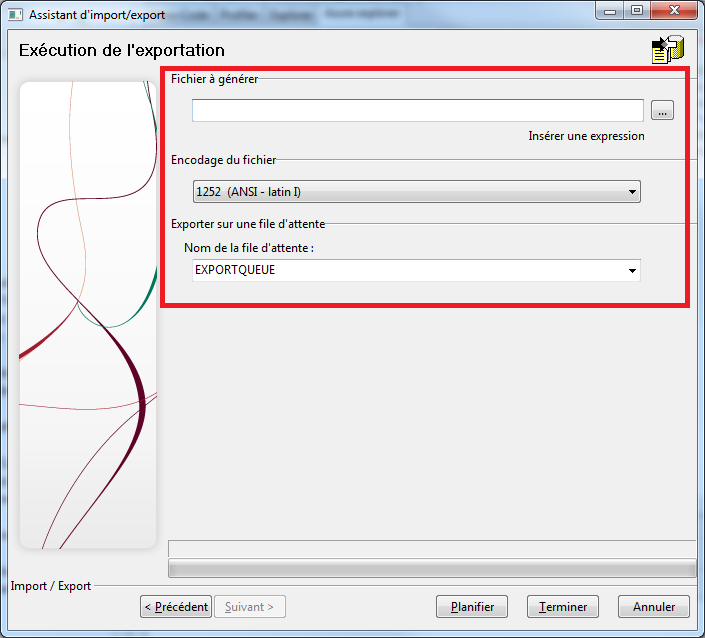 Assistant d'import/export
Exécution de l'exportation
Fichier à générer
...
Insérer une expression
Encodage du fichier
1252 (ANSI - latin I)
Exporter sur une file d'attente
Nom de la file d'attente :
EXPORTQUEUE
Import / Export
< Précédent Suivant > Planifier Terminer Annuler